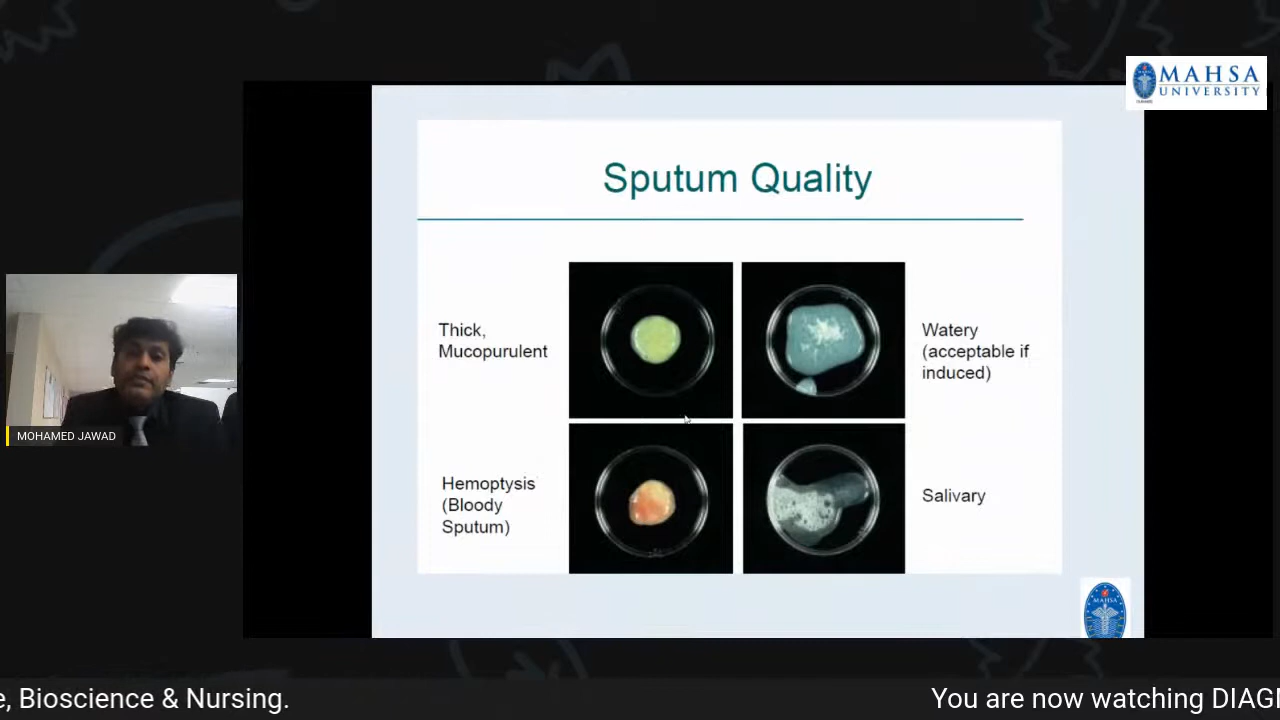 MAHSA
UNIVERSITY
Sputum Quality
Thick,
Mucopurulent
Watery
(acceptable if
induced)
Hemoptysis
(Bloody
Sputum)
Salivary
MOHAMED JAWAD
MAHSA
e, Bioscience & Nursing.
You are now watching DIAG